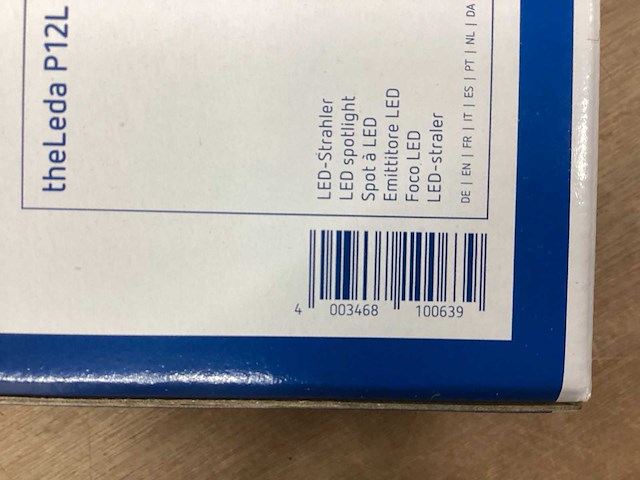 theLeda P12L
LED-Strahler
LED spotlight
Spot à LED
Emittitore LED
Foco LED
LED-straler
DE | EN | FR | IT | ES | PT | NL | DA
4 003468 100639